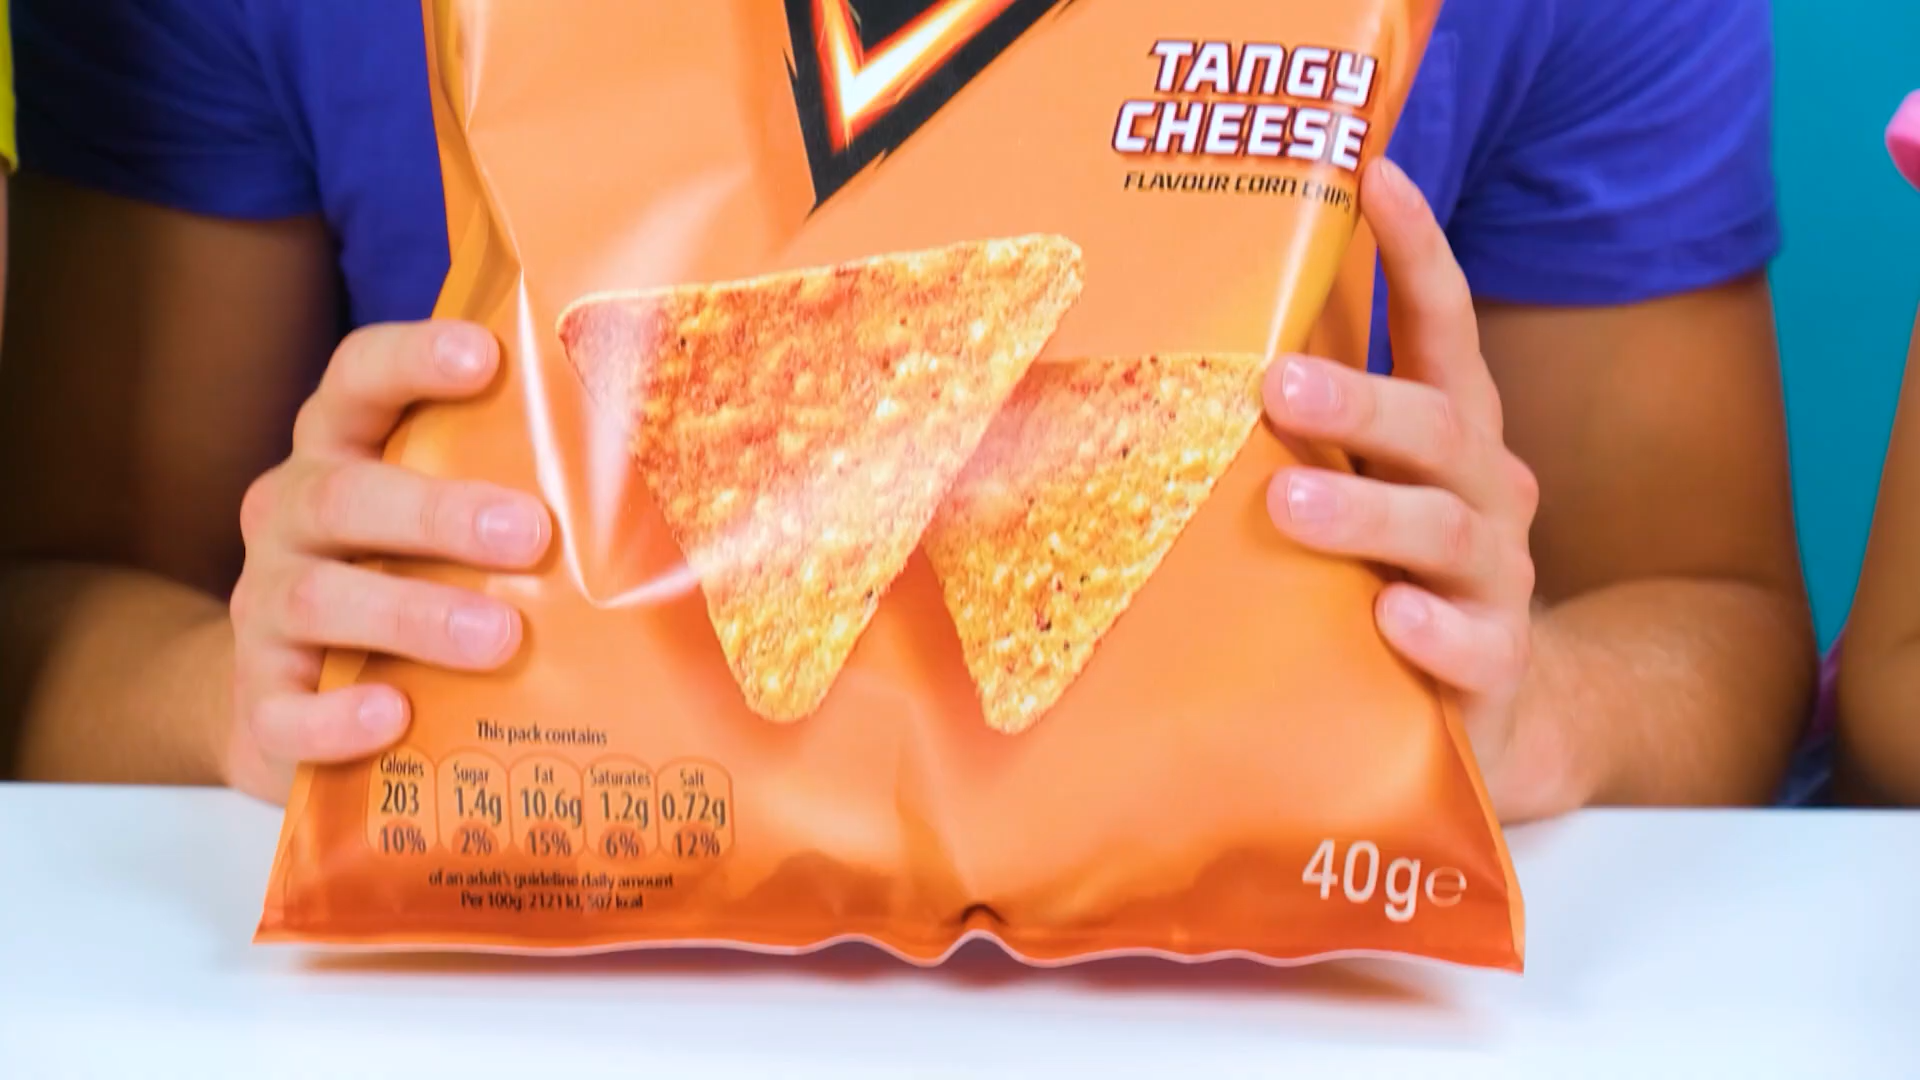 TANGY
CHEESE
FLAVOUR CORN CHIPS
This pack contains
Calories Sugar Fat Saturates Salt
203 1.4g 10.6g 1.2g 0.72g
10% 2% 15% 6% 12%
of an adult's guideline daily amount
Per 100g: 2121 kJ, 507 kcal
40g℮